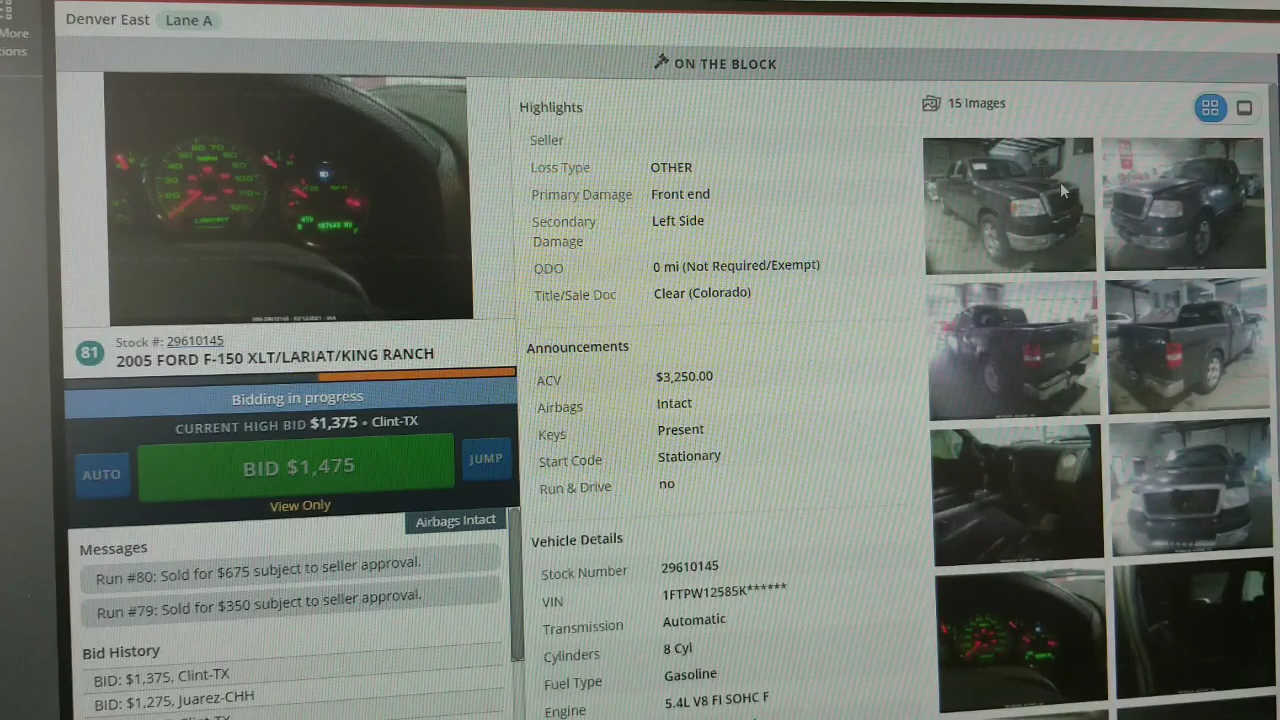 More
Denver East Lane A
ON THE BLOCK
81
Stock #: 29610145
2005 FORD F-150 XLT/LARIAT/KING RANCH
Bidding in progress
CURRENT HIGH BID $1,375 • Clint-TX
AUTO
BID $1,475
JUMP
View Only
Airbags Intact
Messages
Run #80: Sold for $675 subject to seller approval.
Run #79: Sold for $350 subject to seller approval.
Bid History
BID: $1,375, Clint-TX
BID: $1,275, Juarez-CHH
Highlights
Seller
Loss Type OTHER
Primary Damage Front end
Secondary Damage Left Side
ODO 0 mi (Not Required/Exempt)
Title/Sale Doc Clear (Colorado)
Announcements
ACV $3,250.00
Airbags Intact
Keys Present
Start Code Stationary
Run & Drive no
Vehicle Details
Stock Number 29610145
VIN 1FTPW12585K******
Transmission Automatic
Cylinders 8 Cyl
Fuel Type Gasoline
Engine 5.4L V8 FI SOHC F
15 Images